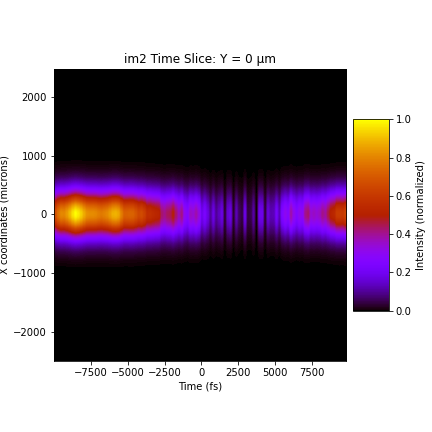 im2 Time Slice: Y = 0 μm
X coordinates (microns)
2000
1000
0
−1000
−2000
−7500 −5000 −2500 0 2500 5000 7500
Time (fs)
1.0
0.8
0.6
0.4
0.2
0.0
Intensity (normalized)